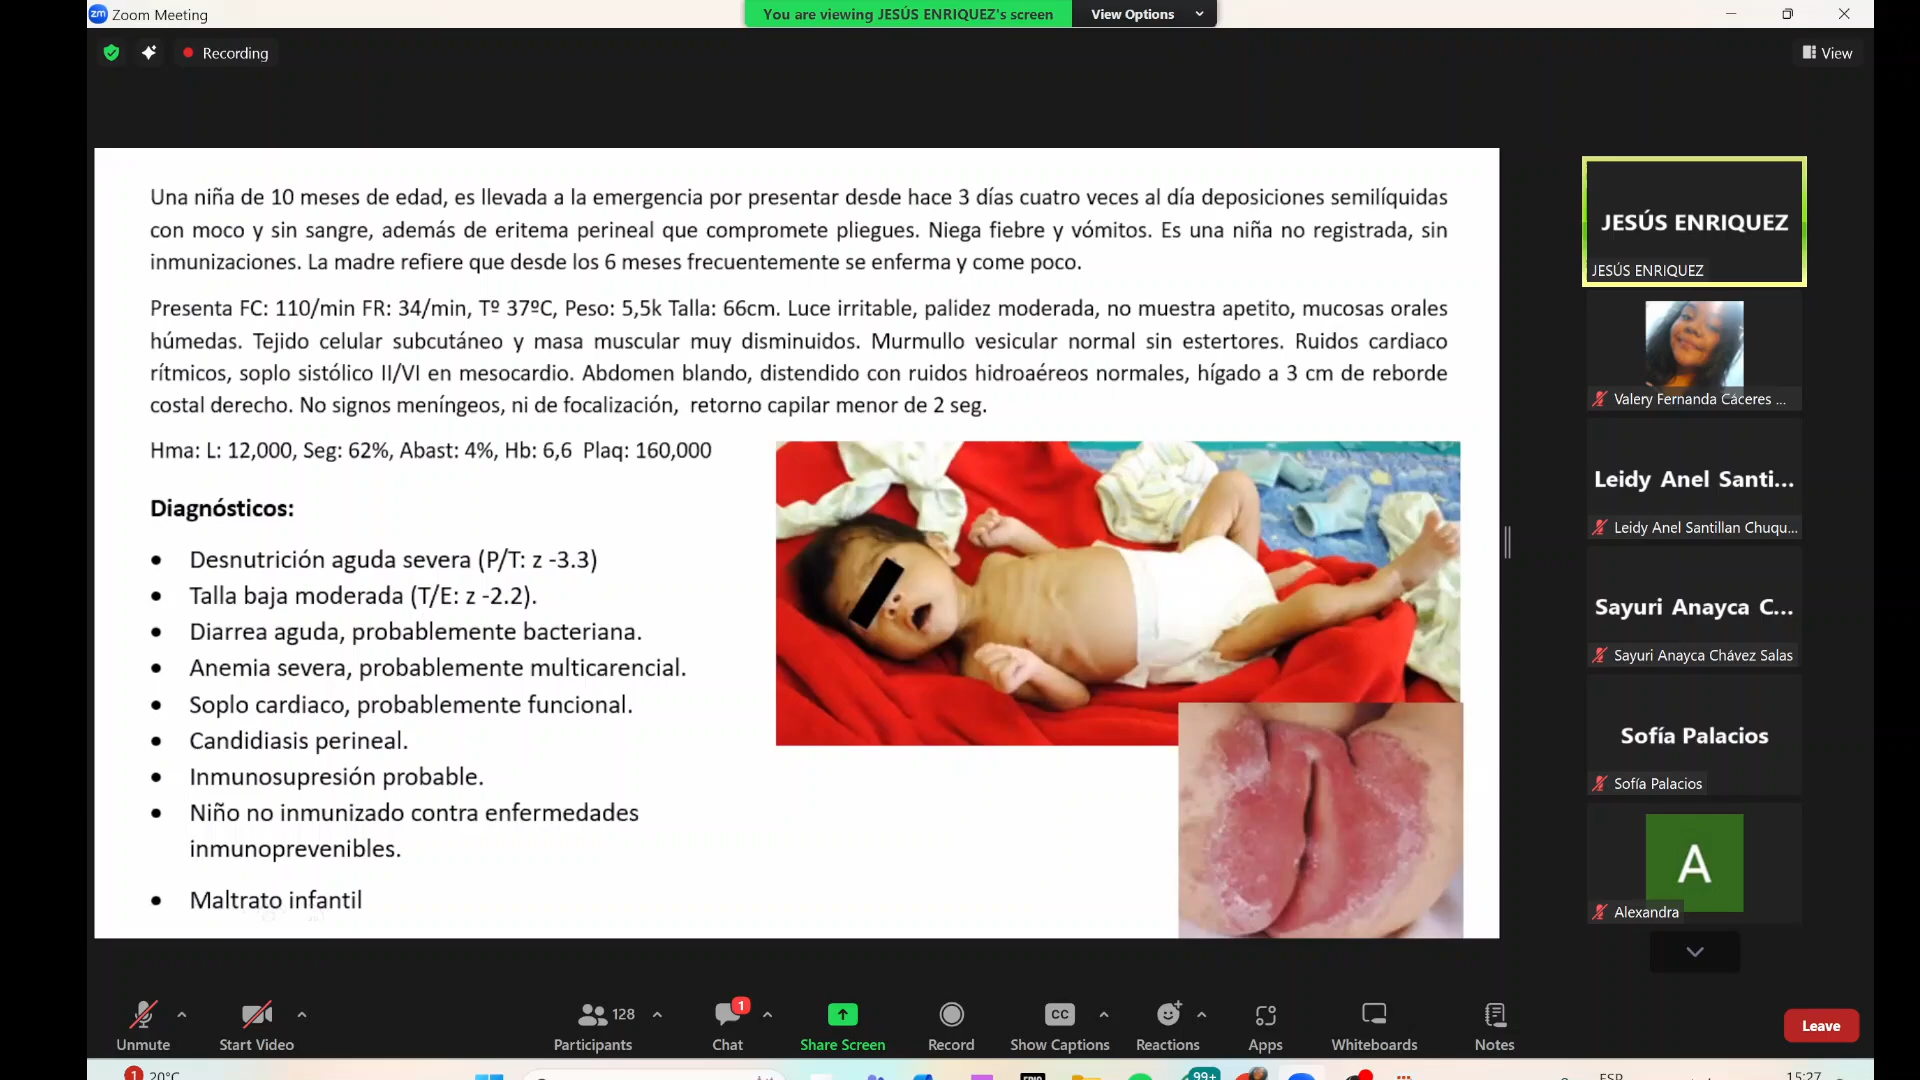 Zoom Meeting
You are viewing JESÚS ENRIQUEZ's screen
View Options
Recording
View
Una niña de 10 meses de edad, es llevada a la emergencia por presentar desde hace 3 días cuatro veces al día deposiciones semilíquidas
con moco y sin sangre, además de eritema perineal que compromete pliegues. Niega fiebre y vómitos. Es una niña no registrada, sin
inmunizaciones. La madre refiere que desde los 6 meses frecuentemente se enferma y come poco.
Presenta FC: 110/min FR: 34/min, Tº 37ºC, Peso: 5,5k Talla: 66cm. Luce irritable, palidez moderada, no muestra apetito, mucosas orales
húmedas. Tejido celular subcutáneo y masa muscular muy disminuidos. Murmullo vesicular normal sin estertores. Ruidos cardiaco
rítmicos, soplo sistólico II/VI en mesocardio. Abdomen blando, distendido con ruidos hidroaéreos normales, hígado a 3 cm de reborde
costal derecho. No signos meníngeos, ni de focalización, retorno capilar menor de 2 seg.
Hma: L: 12,000, Seg: 62%, Abast: 4%, Hb: 6,6 Plaq: 160,000
Diagnósticos:
• Desnutrición aguda severa (P/T: z -3.3)
• Talla baja moderada (T/E: z -2.2).
• Diarrea aguda, probablemente bacteriana.
• Anemia severa, probablemente multicarencial.
• Soplo cardiaco, probablemente funcional.
• Candidiasis perineal.
• Inmunosupresión probable.
• Niño no inmunizado contra enfermedades
inmunoprevenibles.
• Maltrato infantil
JESÚS ENRIQUEZ
JESÚS ENRIQUEZ
Valery Fernanda Cáceres ...
Leidy Anel Santi...
Leidy Anel Santillan Chuqu...
Sayuri Anayca C...
Sayuri Anayca Chávez Salas
Sofía Palacios
Sofía Palacios
A
Alexandra
Unmute
Start Video
128
Participants
1
Chat
Share Screen
Record
CC
Show Captions
Reactions
Apps
Whiteboards
Notes
Leave
1
20°C
99+
ESP
15:27